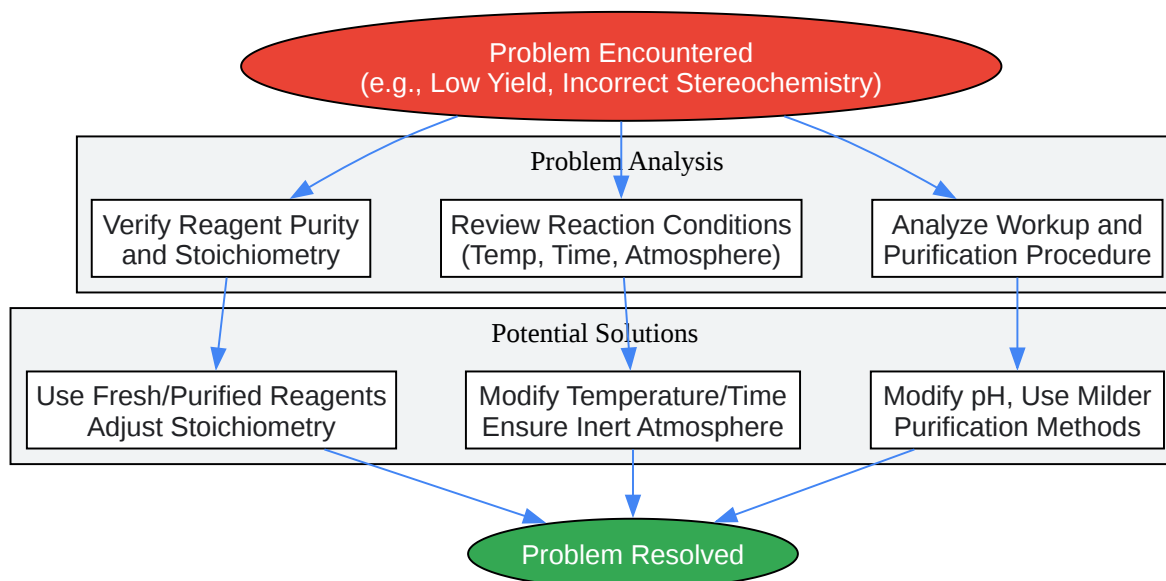 Problem Encountered
(e.g., Low Yield, Incorrect Stereochemistry)
Problem Analysis
Verify Reagent Purity
and Stoichiometry
Review Reaction Conditions
(Temp, Time, Atmosphere)
Analyze Workup and
Purification Procedure
Potential Solutions
Use Fresh/Purified Reagents
Adjust Stoichiometry
Modify Temperature/Time
Ensure Inert Atmosphere
Modify pH, Use Milder
Purification Methods
Problem Resolved